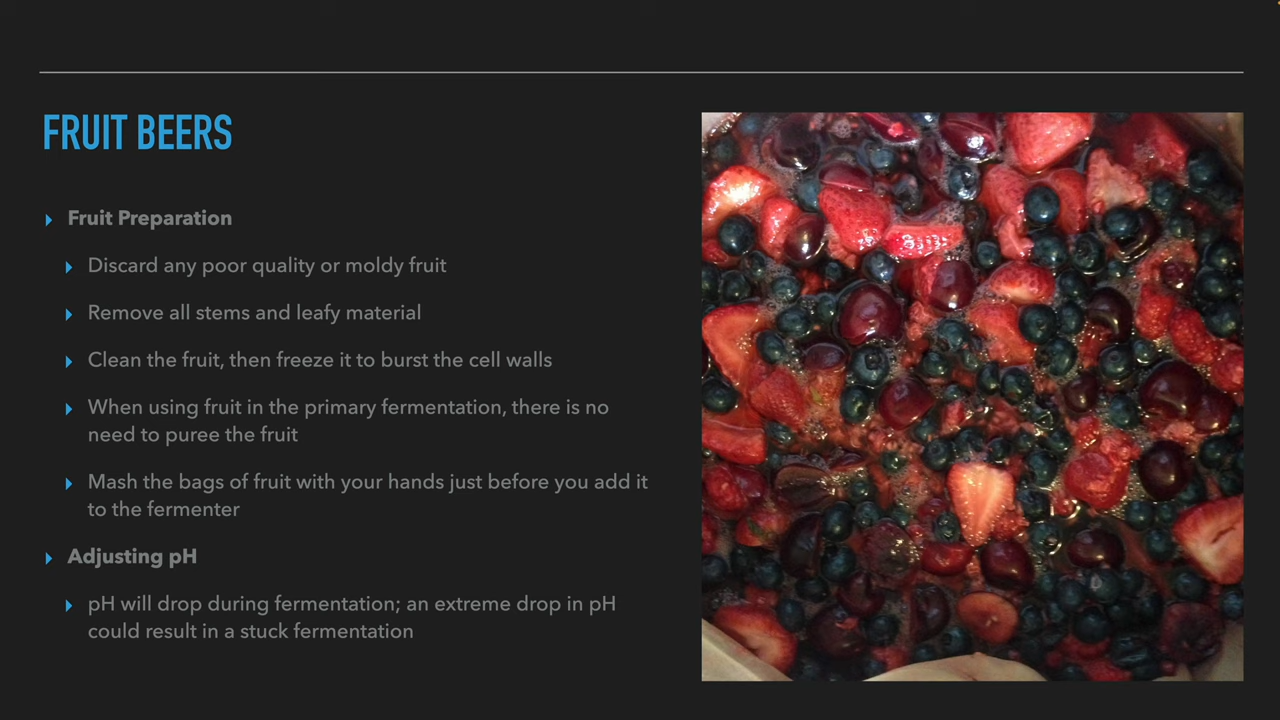 FRUIT BEERS
Fruit Preparation
Discard any poor quality or moldy fruit
Remove all stems and leafy material
Clean the fruit, then freeze it to burst the cell walls
When using fruit in the primary fermentation, there is no
need to puree the fruit
Mash the bags of fruit with your hands just before you add it
to the fermenter
Adjusting pH
pH will drop during fermentation; an extreme drop in pH
could result in a stuck fermentation